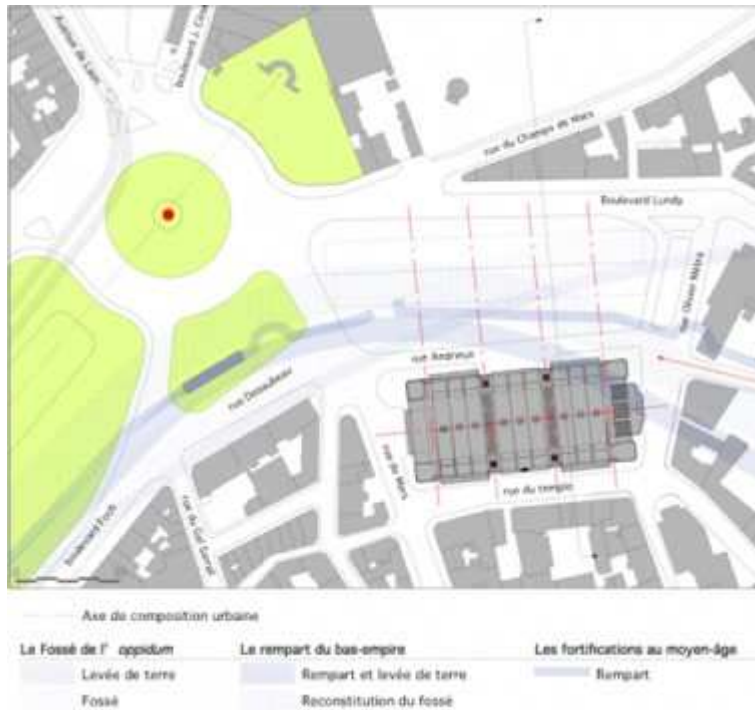 Avenue de Laon
Boulevard J.
rue du Champs de Mars
Boulevard Lundy
rue Olivier Métra
rue Andrieux
rue Desaubeau
rue de Mars
rue du temple
Boulevard Foch
rue du Gal Sarrail
Axe de composition urbaine
Le Fossé de l' oppidum
Le rempart du bas-empire
Les fortifications au moyen-âge
Levée de terre
Rempart et levée de terre
Rempart
Fossé
Reconstitution du fossé